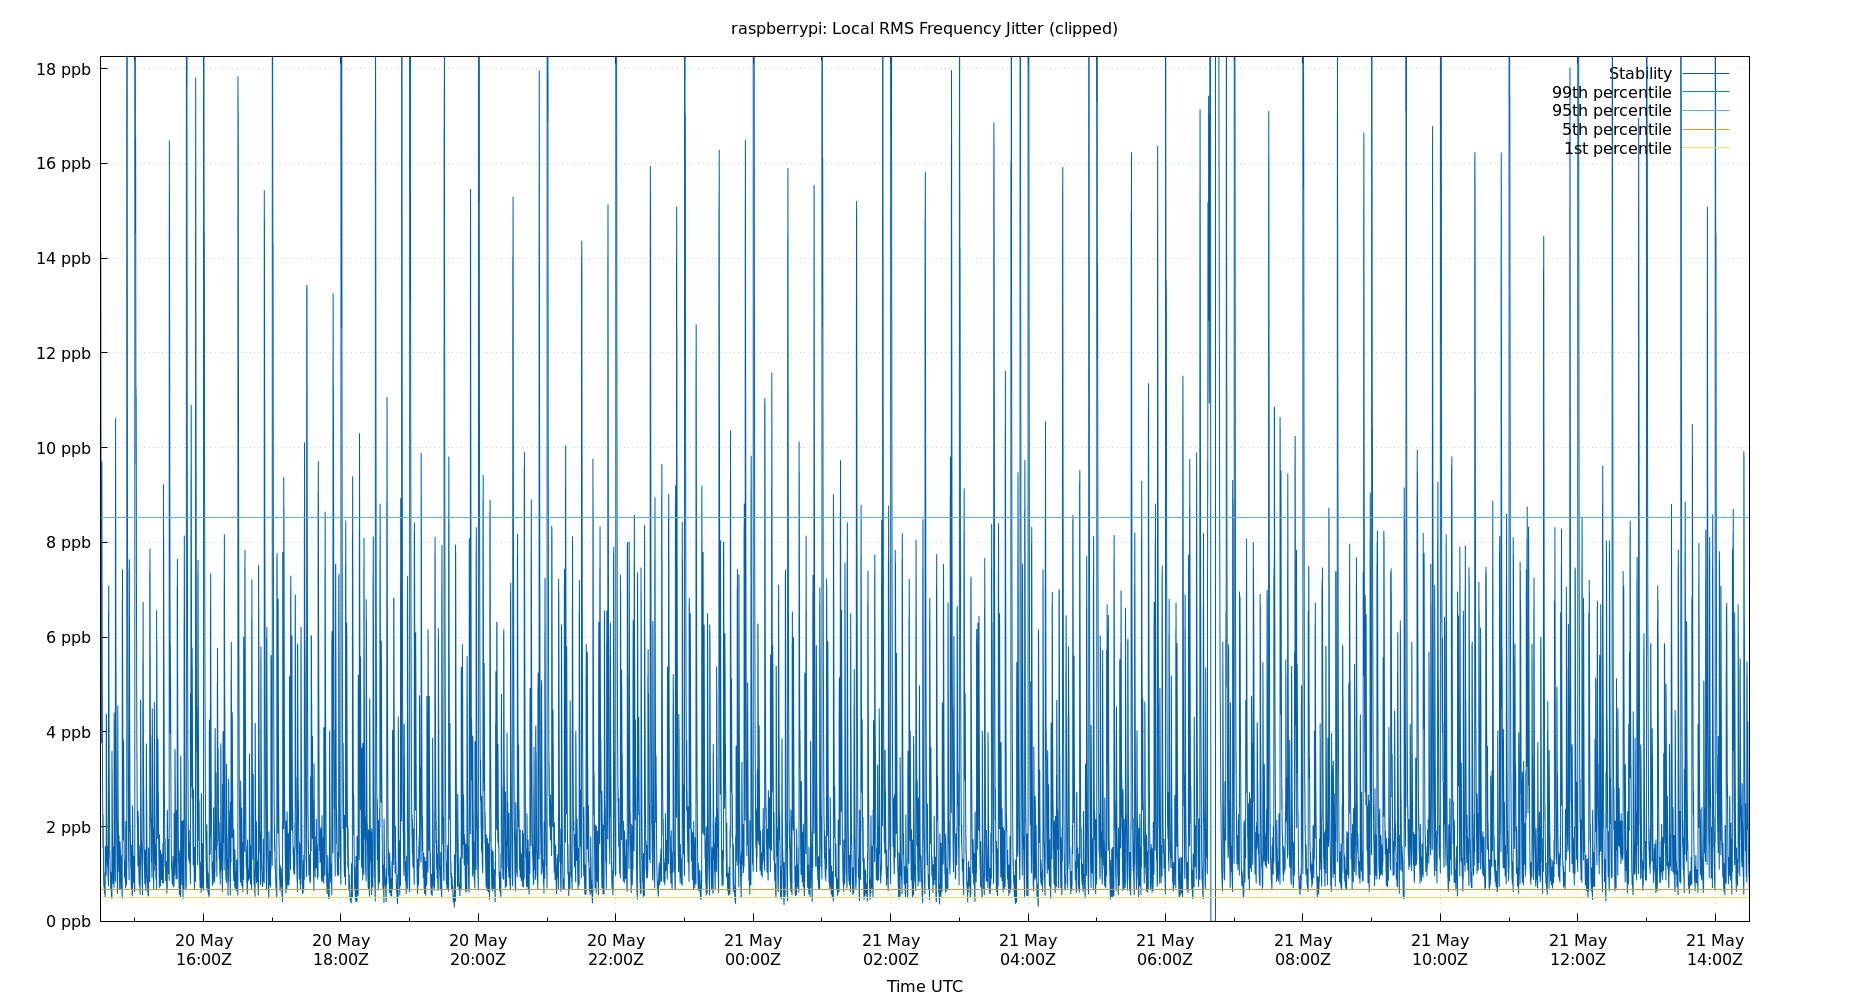 raspberrypi: Local RMS Frequency Jitter (clipped)
18 ppb
16 ppb
14 ppb
12 ppb
10 ppb
8 ppb
6 ppb
4 ppb
2 ppb
0 ppb
Stability
99th percentile
95th percentile
5th percentile
1st percentile
20 May 20 May 20 May 20 May 21 May 21 May 21 May 21 May 21 May 21 May 21 May 21 May
16:00Z 18:00Z 20:00Z 22:00Z 00:00Z 02:00Z 04:00Z 06:00Z 08:00Z 10:00Z 12:00Z 14:00Z
Time UTC